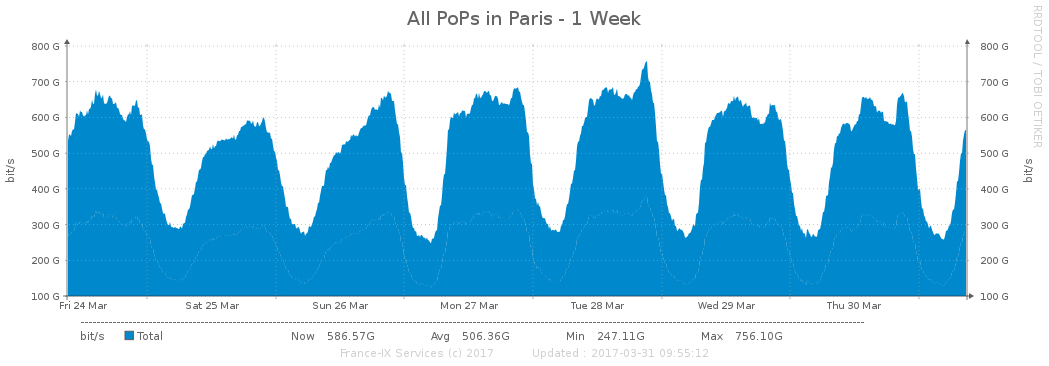 All PoPs in Paris - 1 Week
RRDTOOL / TOBI OETIKER
bit/s
800 G
700 G
600 G
500 G
400 G
300 G
200 G
100 G
800 G
700 G
600 G
500 G
400 G
300 G
200 G
100 G
bit/s
Fri 24 Mar Sat 25 Mar Sun 26 Mar Mon 27 Mar Tue 28 Mar Wed 29 Mar Thu 30 Mar
bit/s Total Now 586.57G Avg 506.36G Min 247.11G Max 756.10G
France-IX Services (c) 2017 Updated : 2017-03-31 09:55:12